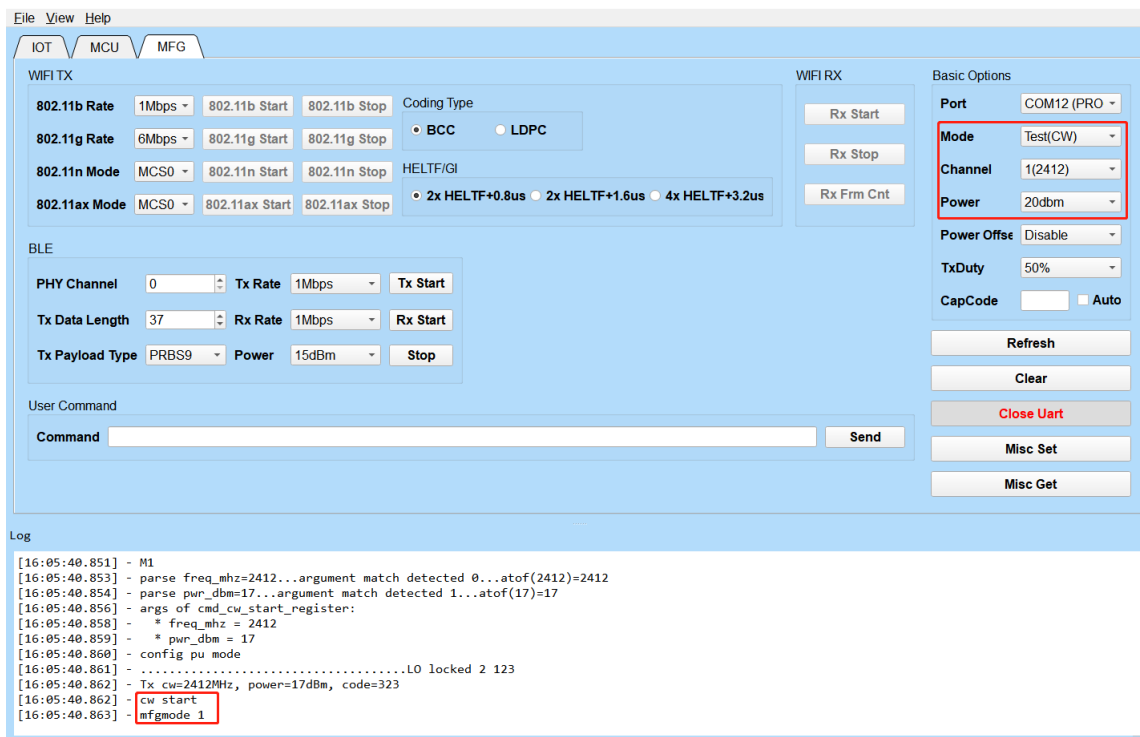 File View Help
IOT MCU MFG
WIFI TX
802.11b Rate 1Mbps 802.11b Start 802.11b Stop
802.11g Rate 6Mbps 802.11g Start 802.11g Stop
802.11n Mode MCS0 802.11n Start 802.11n Stop
802.11ax Mode MCS0 802.11ax Start 802.11ax Stop
Coding Type
BCC LDPC
HELTF/GI
2x HELTF+0.8us 2x HELTF+1.6us 4x HELTF+3.2us
WIFI RX
Rx Start
Rx Stop
Rx Frm Cnt
Basic Options
Port COM12 (PRO
Mode Test(CW)
Channel 1(2412)
Power 20dbm
Power Offse Disable
TxDuty 50%
CapCode Auto
Refresh
Clear
Close Uart
Misc Set
Misc Get
BLE
PHY Channel 0 Tx Rate 1Mbps Tx Start
Tx Data Length 37 Rx Rate 1Mbps Rx Start
Tx Payload Type PRBS9 Power 15dBm Stop
User Command
Command Send
Log
[16:05:40.851] - M1
[16:05:40.853] - parse freq_mhz=2412...argument match detected 0...atof(2412)=2412
[16:05:40.854] - parse pwr_dbm=17...argument match detected 1...atof(17)=17
[16:05:40.856] - args of cmd_cw_start_register:
[16:05:40.858] - * freq_mhz = 2412
[16:05:40.859] - * pwr_dbm = 17
[16:05:40.860] - config pu mode
[16:05:40.861] - ....................................LO locked 2 123
[16:05:40.862] - Tx cw=2412MHz, power=17dBm, code=323
[16:05:40.862] - cw start
[16:05:40.863] - mfgmode 1